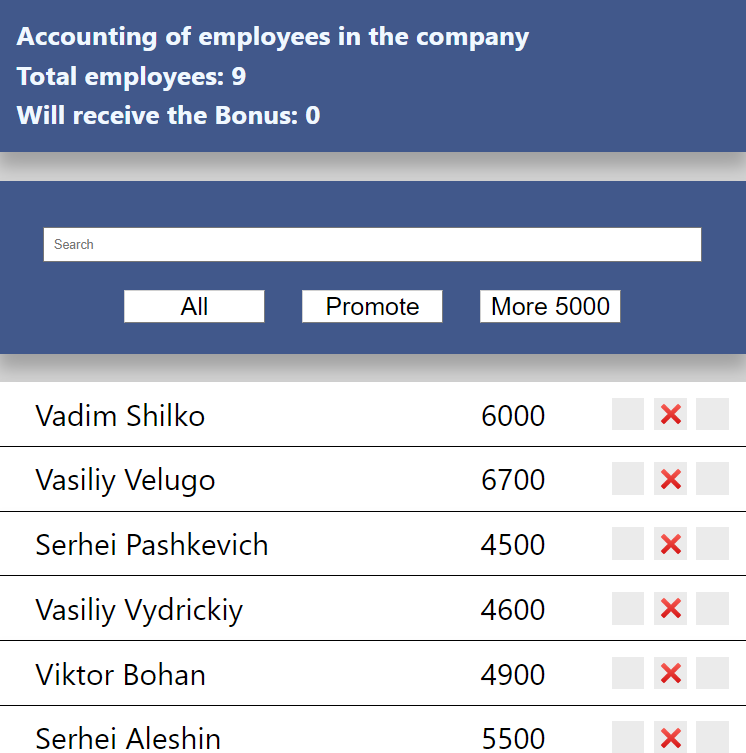 Accounting of employees in the company
Total employees: 9
Will receive the Bonus: 0
Search
All Promote More 5000
Vadim Shilko 6000
Vasiliy Velugo 6700
Serhei Pashkevich 4500
Vasiliy Vydrickiy 4600
Viktor Bohan 4900
Serhei Aleshin 5500